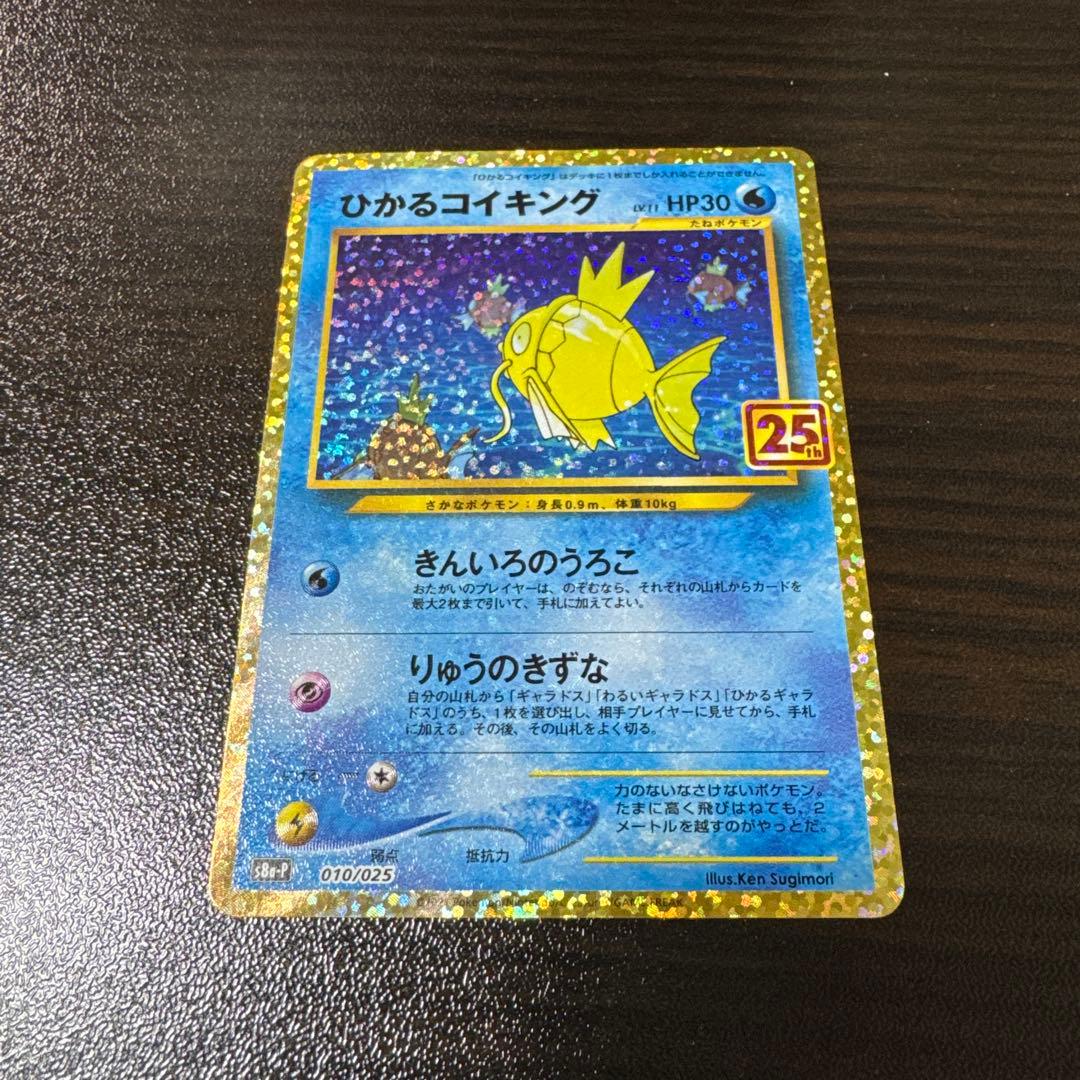 「ひかるコイキング」はデッキに1枚までしか入れることができません。
ひかるコイキング LV.11 HP30
たねポケモン
25th
さかなポケモン：身長0.9m、体重10kg
きんいろのうろこ
おたがいのプレイヤーは、のぞむなら、それぞれの山札からカードを
最大2枚まで引いて、手札に加えてよい。
りゅうのきずな
自分の山札から「ギャラドス」「わるいギャラドス」「ひかるギャラ
ドス」のうち、1枚を選び出し、相手プレイヤーに見せてから、手札
に加える。その後、その山札をよく切る。
にげる
力のないなさけないポケモン。
たまに高く飛びはねても、2
メートルを越すのがやっとだ。
弱点 抵抗力
S8a-P 010/025
Illus.Ken Sugimori